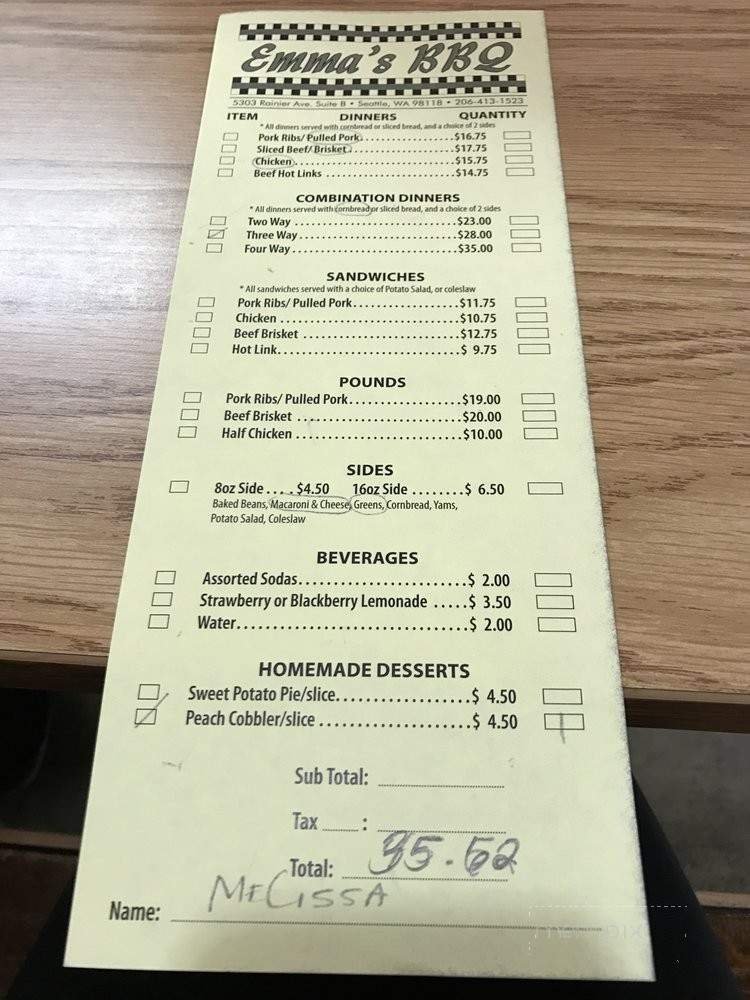 Emma's BBQ
5303 Rainier Ave. Suite B • Seattle, WA 98118 • 206-413-1523
ITEM DINNERS QUANTITY
* All dinners served with cornbread or sliced bread, and a choice of 2 sides
Pork Ribs/ Pulled Pork. . . . . . . . . . . . . . . . . . . . . . $16.75
Sliced Beef/ Brisket. . . . . . . . . . . . . . . . . . . . . . . . $17.75
Chicken . . . . . . . . . . . . . . . . . . . . . . . . . . . . . . . . . . $15.75
Beef Hot Links . . . . . . . . . . . . . . . . . . . . . . . . . . . . $14.75
COMBINATION DINNERS
* All dinners served with cornbread or sliced bread, and a choice of 2 sides
Two Way . . . . . . . . . . . . . . . . . . . . . . . . . . . . . . . . . $23.00
Three Way . . . . . . . . . . . . . . . . . . . . . . . . . . . . . . . $28.00
Four Way . . . . . . . . . . . . . . . . . . . . . . . . . . . . . . . . $35.00
SANDWICHES
* All sandwiches served with a choice of Potato Salad, or coleslaw
Pork Ribs/ Pulled Pork. . . . . . . . . . . . . . . . . . . . . $11.75
Chicken . . . . . . . . . . . . . . . . . . . . . . . . . . . . . . . . . $10.75
Beef Brisket . . . . . . . . . . . . . . . . . . . . . . . . . . . . . $12.75
Hot Link. . . . . . . . . . . . . . . . . . . . . . . . . . . . . . . . . $ 9.75
POUNDS
Pork Ribs/ Pulled Pork. . . . . . . . . . . . . . . . . . . . . $19.00
Beef Brisket . . . . . . . . . . . . . . . . . . . . . . . . . . . . . $20.00
Half Chicken . . . . . . . . . . . . . . . . . . . . . . . . . . . . $10.00
SIDES
8oz Side . . . . $4.50 16oz Side . . . . . . . . $ 6.50
Baked Beans, Macaroni & Cheese, Greens, Cornbread, Yams,
Potato Salad, Coleslaw
BEVERAGES
Assorted Sodas. . . . . . . . . . . . . . . . . . . . . . . . . . $ 2.00
Strawberry or Blackberry Lemonade . . . . . $ 3.50
Water. . . . . . . . . . . . . . . . . . . . . . . . . . . . . . . . . . $ 2.00
HOMEMADE DESSERTS
Sweet Potato Pie/slice. . . . . . . . . . . . . . . . . . . $ 4.50
Peach Cobbler/slice . . . . . . . . . . . . . . . . . . . . . $ 4.50
Sub Total:
Tax ____ :
Total: 35.62
Name: MELISSA